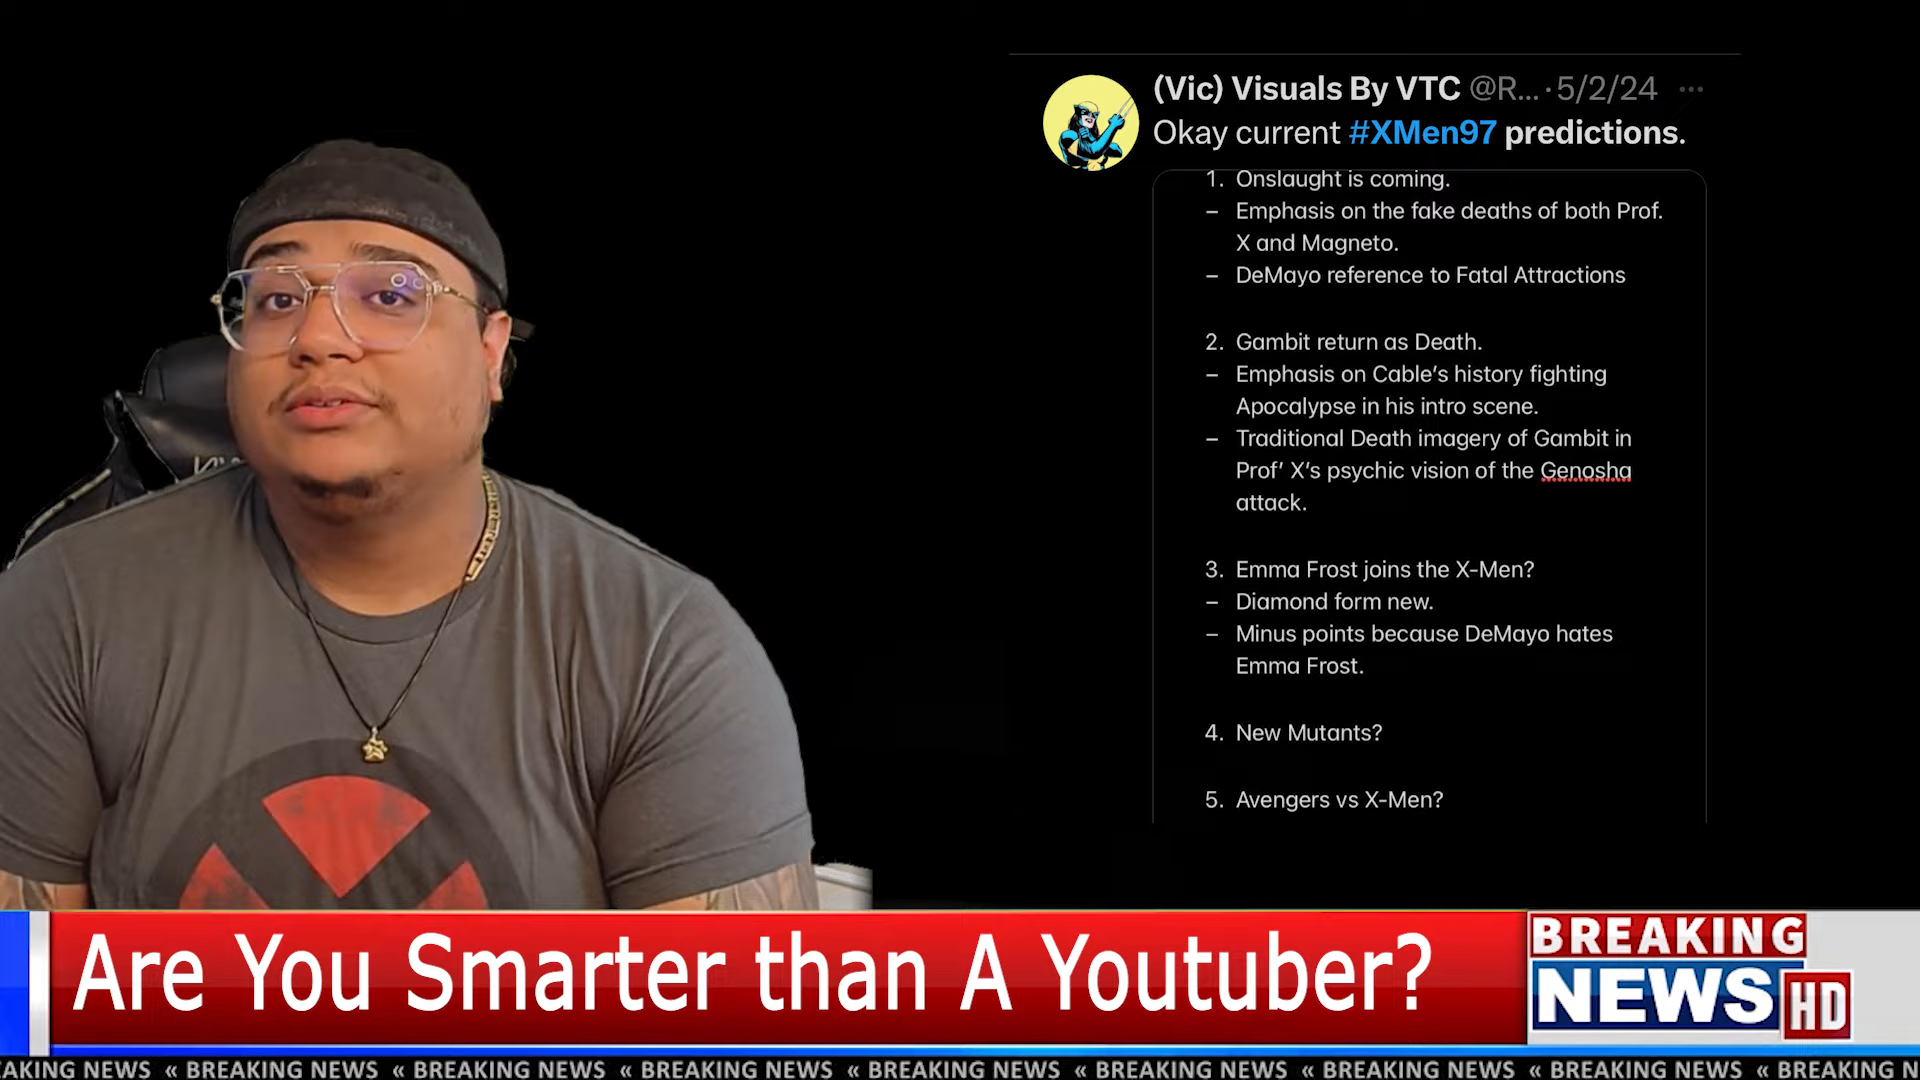 (Vic) Visuals By VTC @R... · 5/2/24 ...
Okay current #XMen97 predictions.
1. Onslaught is coming.
– Emphasis on the fake deaths of both Prof.
X and Magneto.
– DeMayo reference to Fatal Attractions
2. Gambit return as Death.
– Emphasis on Cable’s history fighting
Apocalypse in his intro scene.
– Traditional Death imagery of Gambit in
Prof’ X’s psychic vision of the Genosha
attack.
3. Emma Frost joins the X-Men?
– Diamond form new.
– Minus points because DeMayo hates
Emma Frost.
4. New Mutants?
5. Avengers vs X-Men?
Are You Smarter than A Youtuber?
BREAKING
NEWS HD
AKING NEWS « BREAKING NEWS « BREAKING NEWS « BREAKING NEWS « BREAKING NEWS « BREAKING NEWS « BREAKING NEWS « BREAKING NEWS « BREAKING N